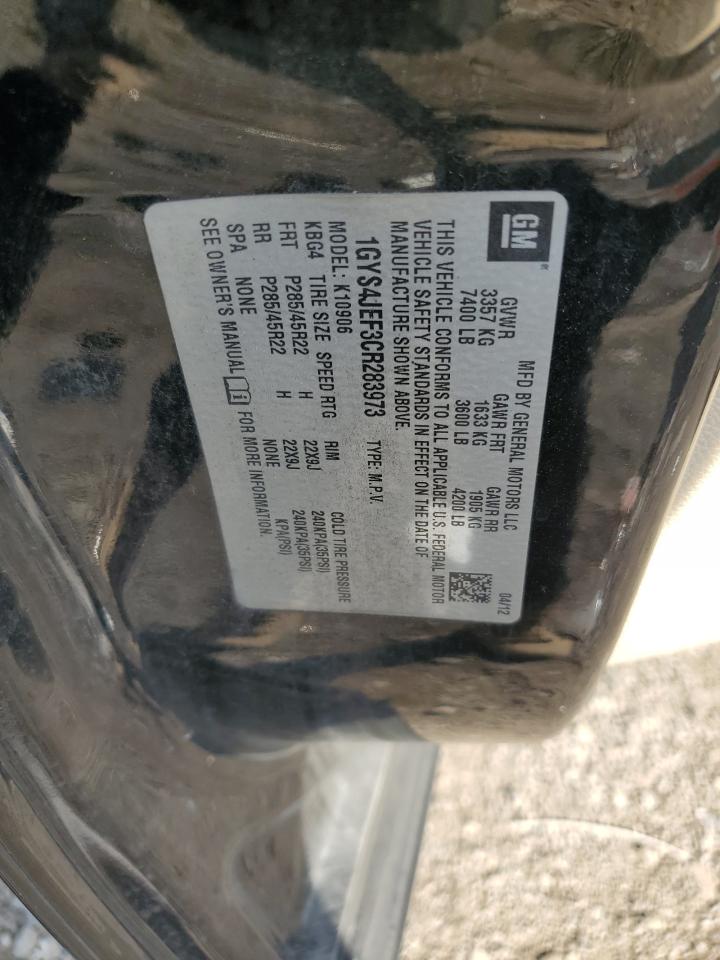 GM
®
MFD BY GENERAL MOTORS LLC
04/12
GVWR GAWR FRT GAWR RR
3357 KG 1633 KG 1905 KG
7400 LB 3600 LB 4200 LB
THIS VEHICLE CONFORMS TO ALL APPLICABLE U.S. FEDERAL MOTOR
VEHICLE SAFETY STANDARDS IN EFFECT ON THE DATE OF
MANUFACTURE SHOWN ABOVE.
1GYS4JEF3CR283973 TYPE: M.P.V.
MODEL: K10906
KBG4 TIRE SIZE SPEED RTG RIM COLD TIRE PRESSURE
FRT P285/45R22 H 22X9J 240KPA(35PSI)
RR P285/45R22 H 22X9J 240KPA(35PSI)
SPA NONE NONE KPA(PSI)
SEE OWNER'S MANUAL FOR MORE INFORMATION.